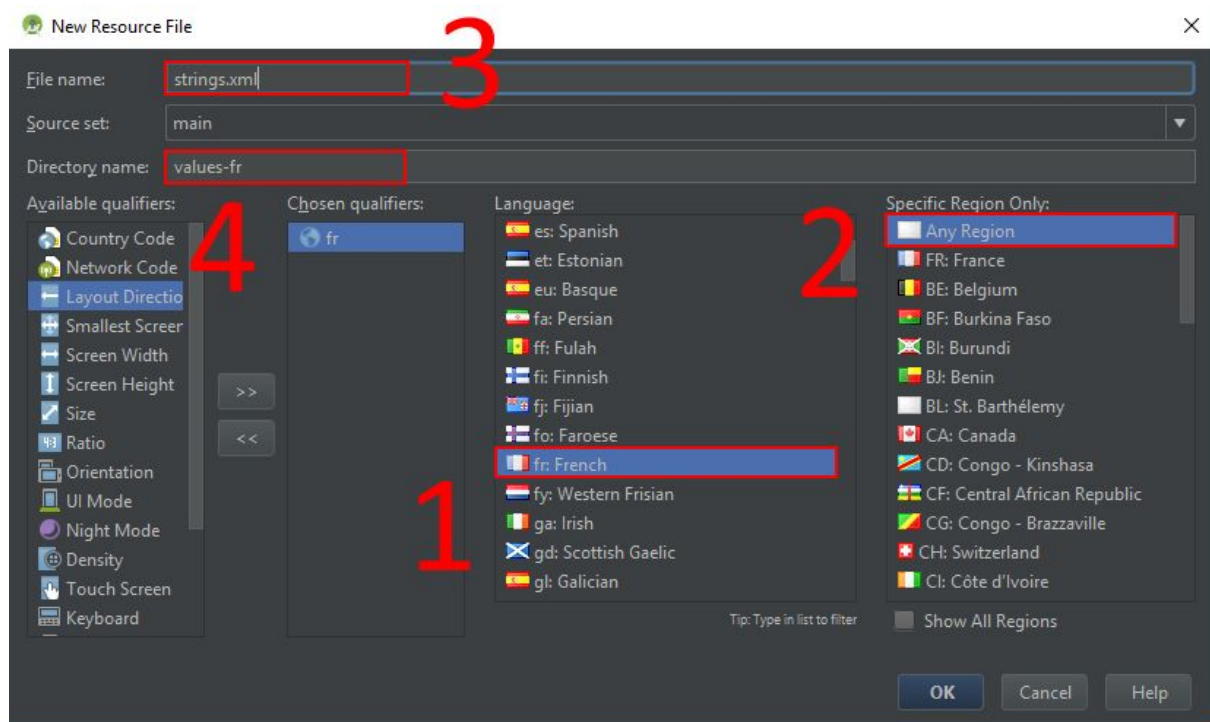 New Resource File
3
File name: strings.xml
Source set: main
Directory name: values-fr
4
2
1
Available qualifiers:
Country Code
Network Code
Layout Directio
Smallest Screer
Screen Width
Screen Height
Size
Ratio
Orientation
UI Mode
Night Mode
Density
Touch Screen
Keyboard
>>
<<
Chosen qualifiers:
fr
Language:
es: Spanish
et: Estonian
eu: Basque
fa: Persian
ff: Fulah
fi: Finnish
fj: Fijian
fo: Faroese
fr: French
fy: Western Frisian
ga: Irish
gd: Scottish Gaelic
gl: Galician
Tip: Type in list to filter
Specific Region Only:
Any Region
FR: France
BE: Belgium
BF: Burkina Faso
BI: Burundi
BJ: Benin
BL: St. Barthélemy
CA: Canada
CD: Congo - Kinshasa
CF: Central African Republic
CG: Congo - Brazzaville
CH: Switzerland
CI: Côte d'Ivoire
Show All Regions
OK Cancel Help